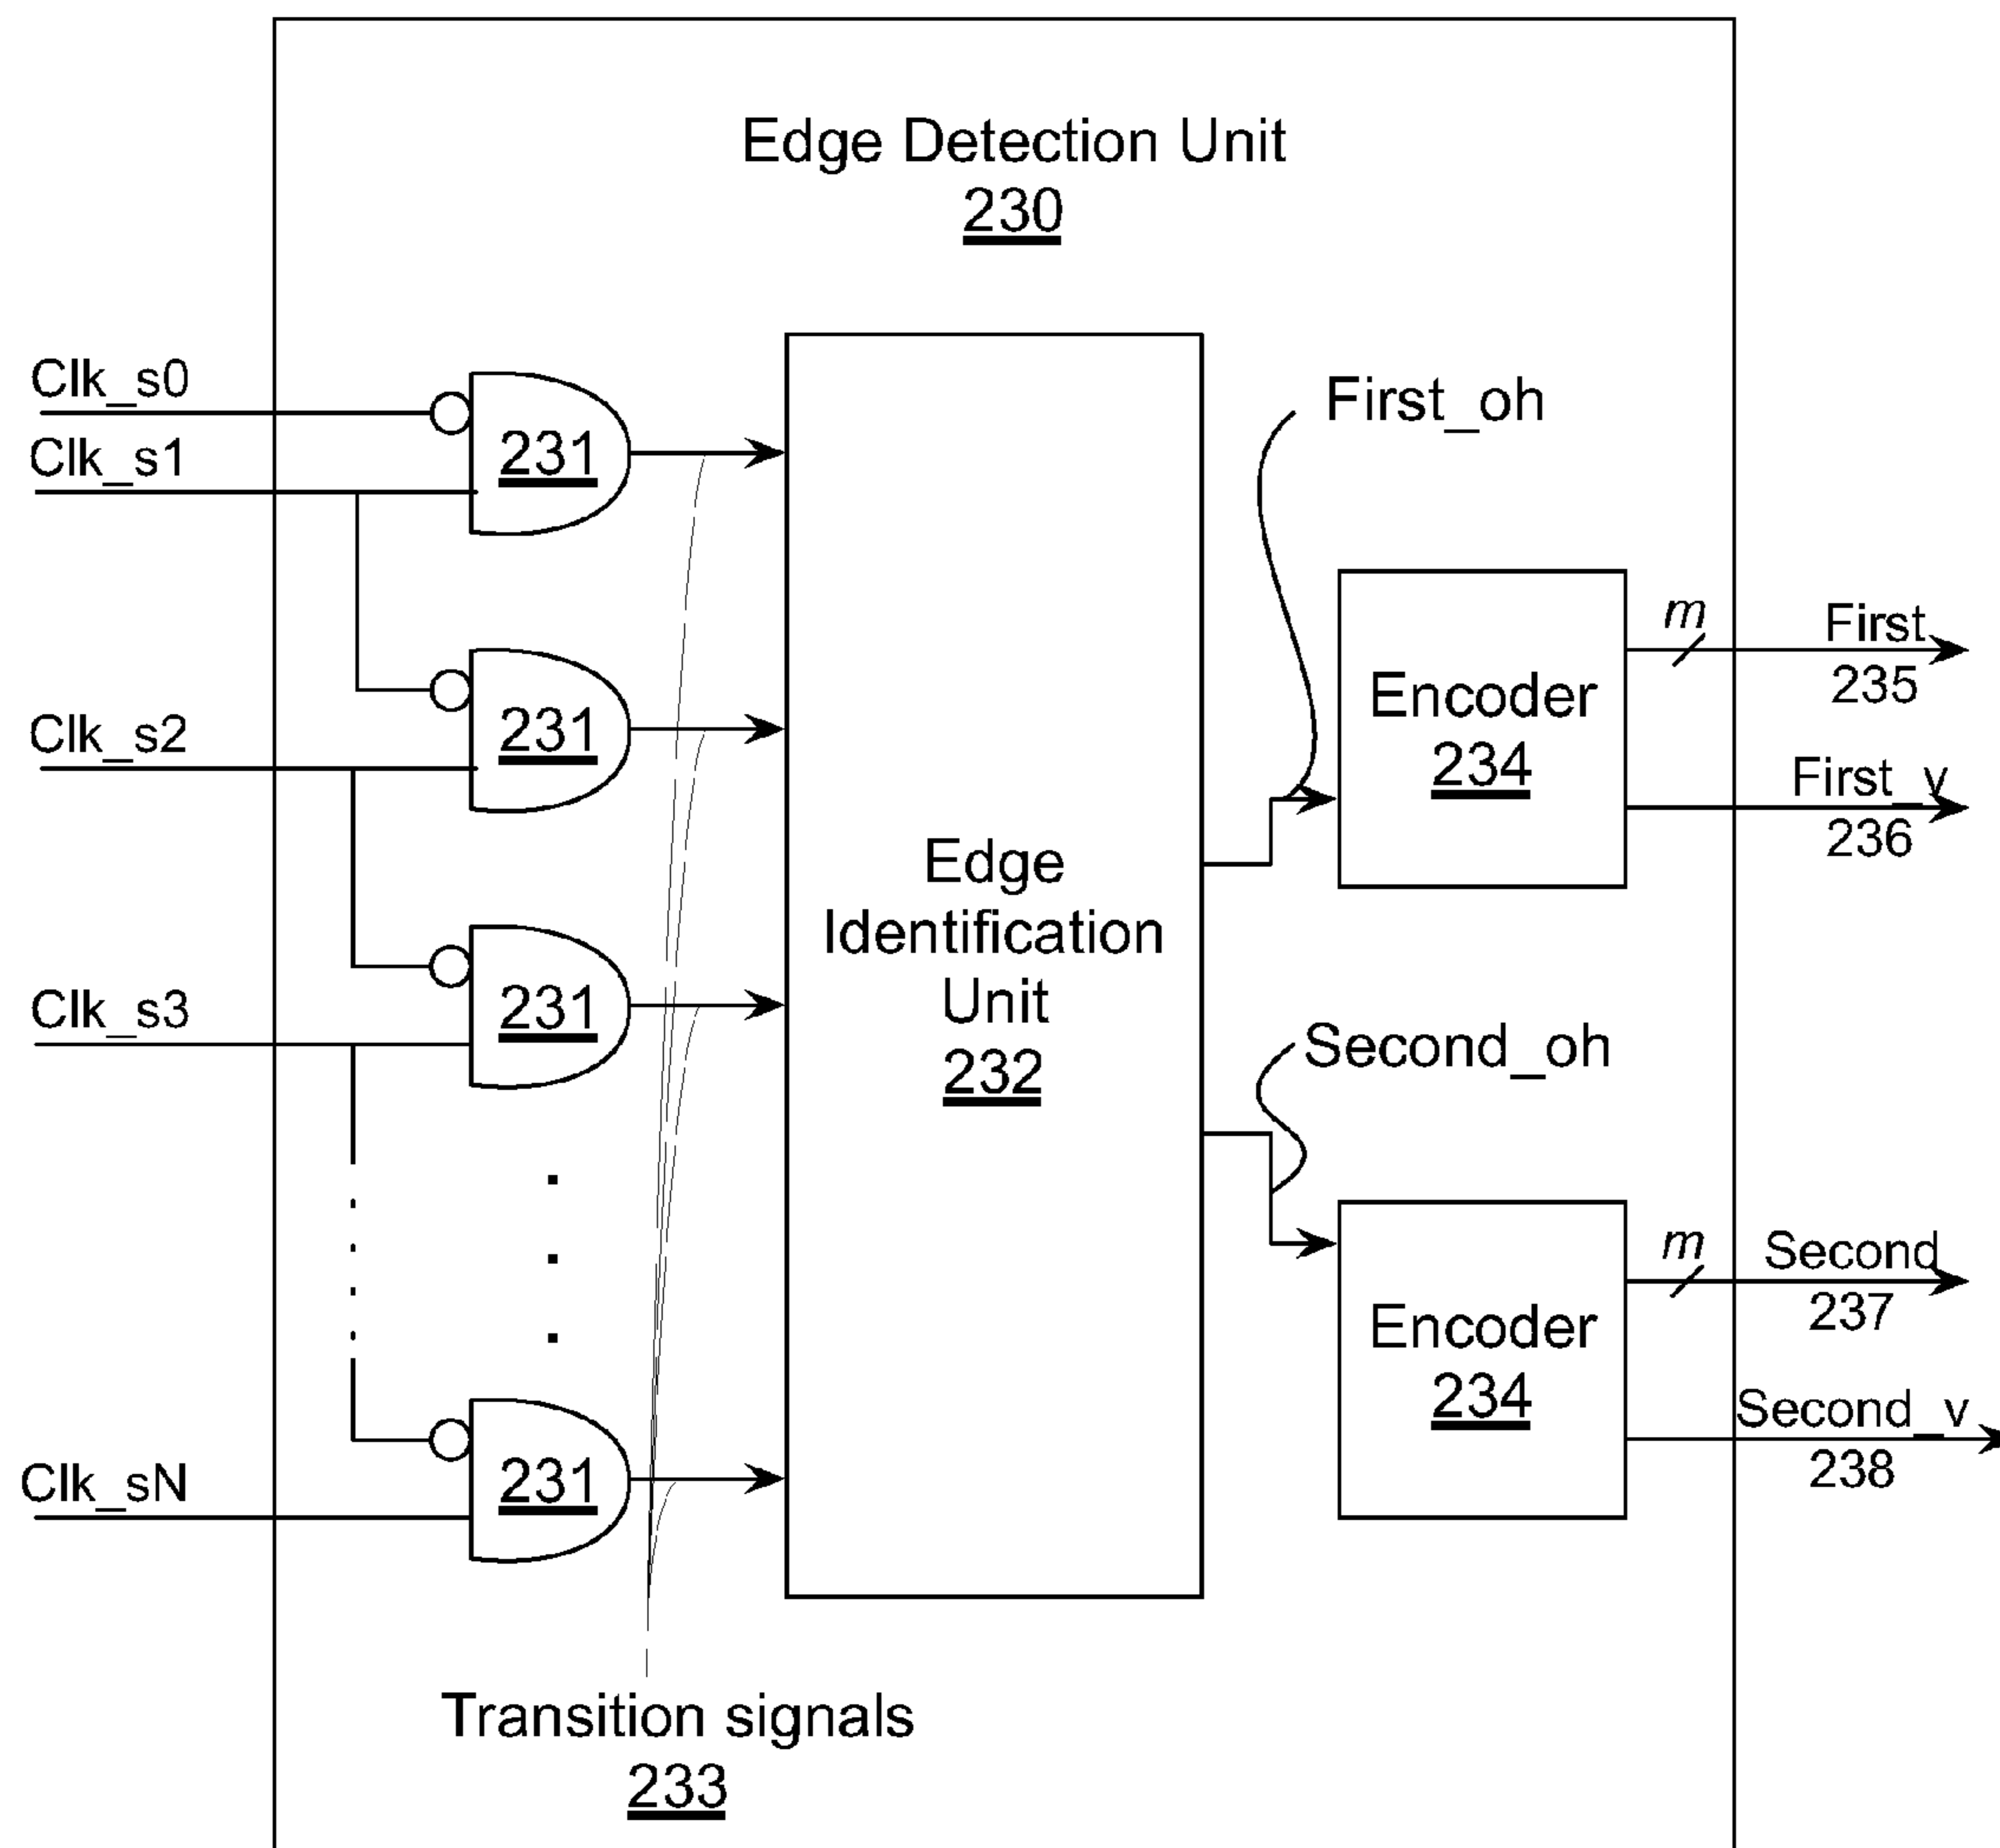 Edge Detection Unit
230
Clk_s0
Clk_s1
231
First_oh
Clk_s2
231
Encoder
234
m
First
235
First_v
236
Edge
Identification
Unit
232
Clk_s3
231
Second_oh
Encoder
234
m
Second
237
Second_v
238
Clk_sN
231
Transition signals
233